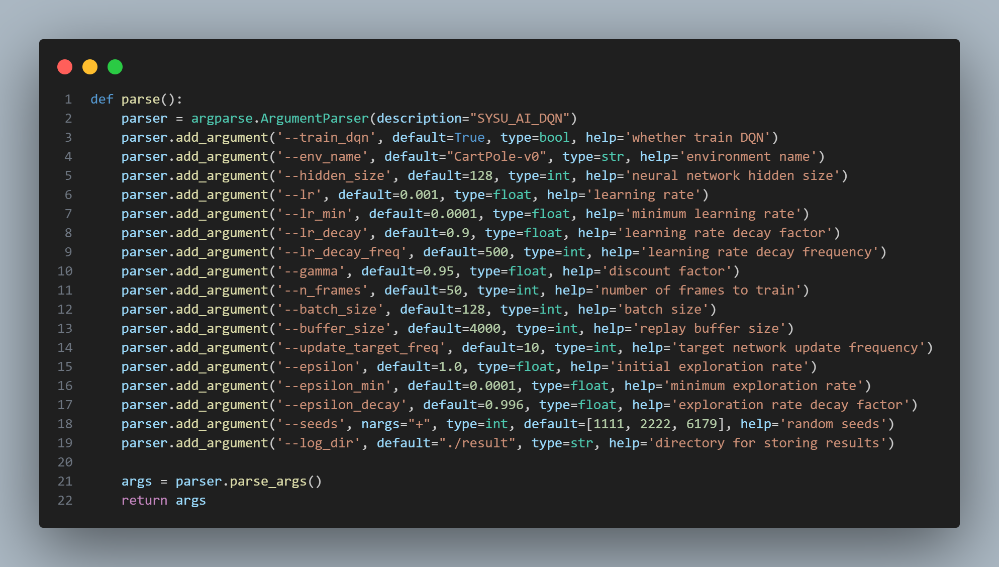 1 def parse():
2     parser = argparse.ArgumentParser(description="SYSU_AI_DQN")
3     parser.add_argument('--train_dqn', default=True, type=bool, help='whether train DQN')
4     parser.add_argument('--env_name', default="CartPole-v0", type=str, help='environment name')
5     parser.add_argument('--hidden_size', default=128, type=int, help='neural network hidden size')
6     parser.add_argument('--lr', default=0.001, type=float, help='learning rate')
7     parser.add_argument('--lr_min', default=0.0001, type=float, help='minimum learning rate')
8     parser.add_argument('--lr_decay', default=0.9, type=float, help='learning rate decay factor')
9     parser.add_argument('--lr_decay_freq', default=500, type=int, help='learning rate decay frequency')
10     parser.add_argument('--gamma', default=0.95, type=float, help='discount factor')
11     parser.add_argument('--n_frames', default=50, type=int, help='number of frames to train')
12     parser.add_argument('--batch_size', default=128, type=int, help='batch size')
13     parser.add_argument('--buffer_size', default=4000, type=int, help='replay buffer size')
14     parser.add_argument('--update_target_freq', default=10, type=int, help='target network update frequency')
15     parser.add_argument('--epsilon', default=1.0, type=float, help='initial exploration rate')
16     parser.add_argument('--epsilon_min', default=0.0001, type=float, help='minimum exploration rate')
17     parser.add_argument('--epsilon_decay', default=0.996, type=float, help='exploration rate decay factor')
18     parser.add_argument('--seeds', nargs="+", type=int, default=[1111, 2222, 6179], help='random seeds')
19     parser.add_argument('--log_dir', default="./result", type=str, help='directory for storing results')
20
21     args = parser.parse_args()
22     return args